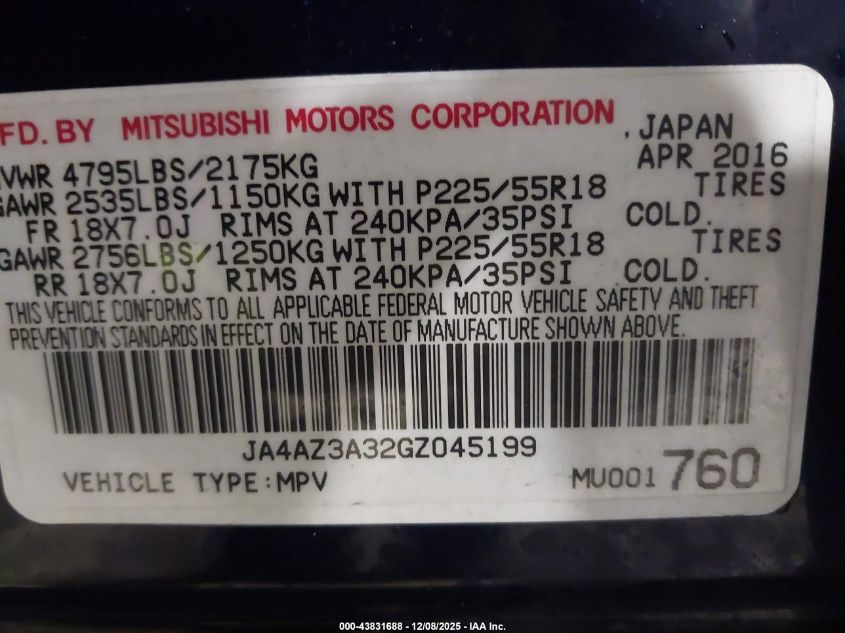 FD. BY MITSUBISHI MOTORS CORPORATION , JAPAN
VWR 4795LBS/2175KG APR 2016
GAWR 2535LBS/1150KG WITH P225/55R18 TIRES
FR 18X7.0J RIMS AT 240KPA/35PSI COLD.
GAWR 2756LBS/1250KG WITH P225/55R18 TIRES
RR 18X7.0J RIMS AT 240KPA/35PSI COLD.
THIS VEHICLE CONFORMS TO ALL APPLICABLE FEDERAL MOTOR VEHICLE SAFETY AND THEFT
PREVENTION STANDARDS IN EFFECT ON THE DATE OF MANUFACTURE SHOWN ABOVE.
JA4AZ3A32GZ045199
VEHICLE TYPE:MPV MU001 760
000-43831688 - 12/08/2025 - IAA Inc.